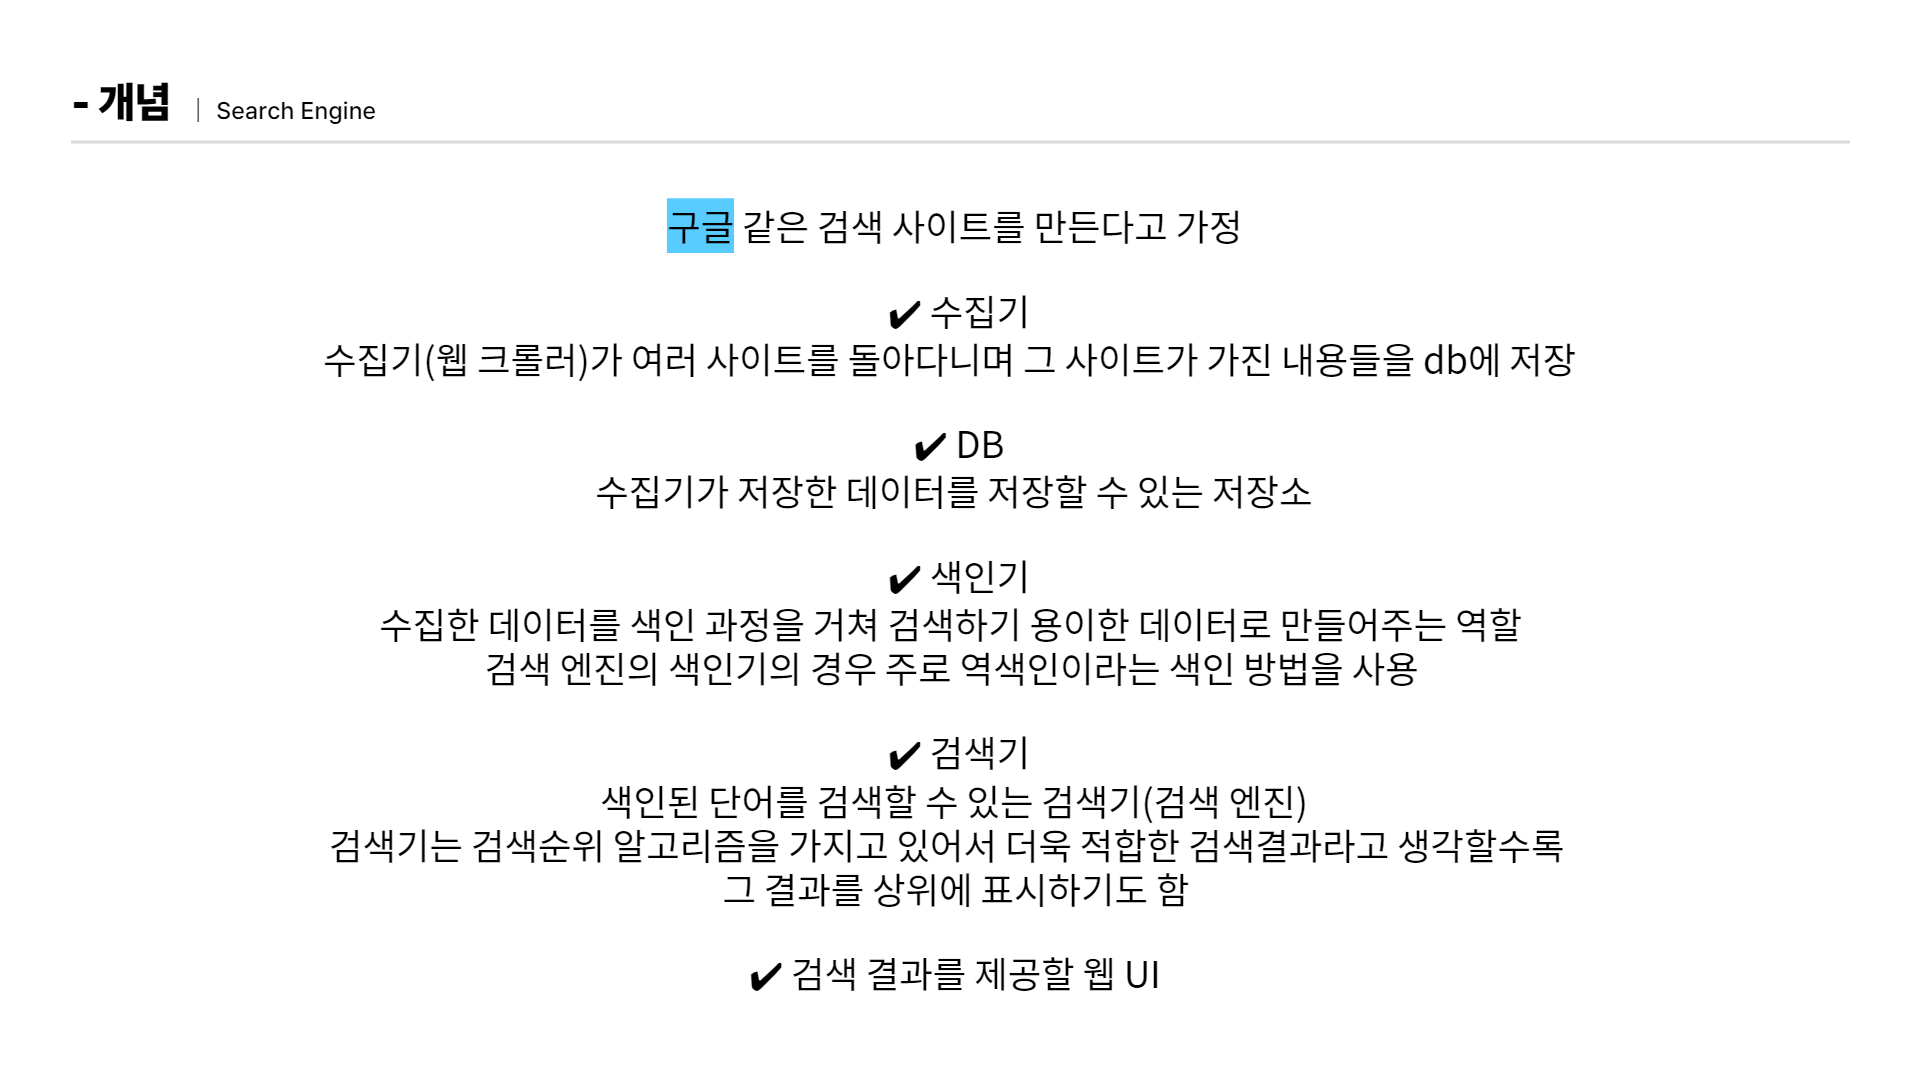 - 개념 | Search Engine
구글 같은 검색 사이트를 만든다고 가정
✔ 수집기
수집기(웹 크롤러)가 여러 사이트를 돌아다니며 그 사이트가 가진 내용들을 db에 저장
✔ DB
수집기가 저장한 데이터를 저장할 수 있는 저장소
✔ 색인기
수집한 데이터를 색인 과정을 거쳐 검색하기 용이한 데이터로 만들어주는 역할
검색 엔진의 색인기의 경우 주로 역색인이라는 색인 방법을 사용
✔ 검색기
색인된 단어를 검색할 수 있는 검색기(검색 엔진)
검색기는 검색순위 알고리즘을 가지고 있어서 더욱 적합한 검색결과라고 생각할수록
그 결과를 상위에 표시하기도 함
✔ 검색 결과를 제공할 웹 UI